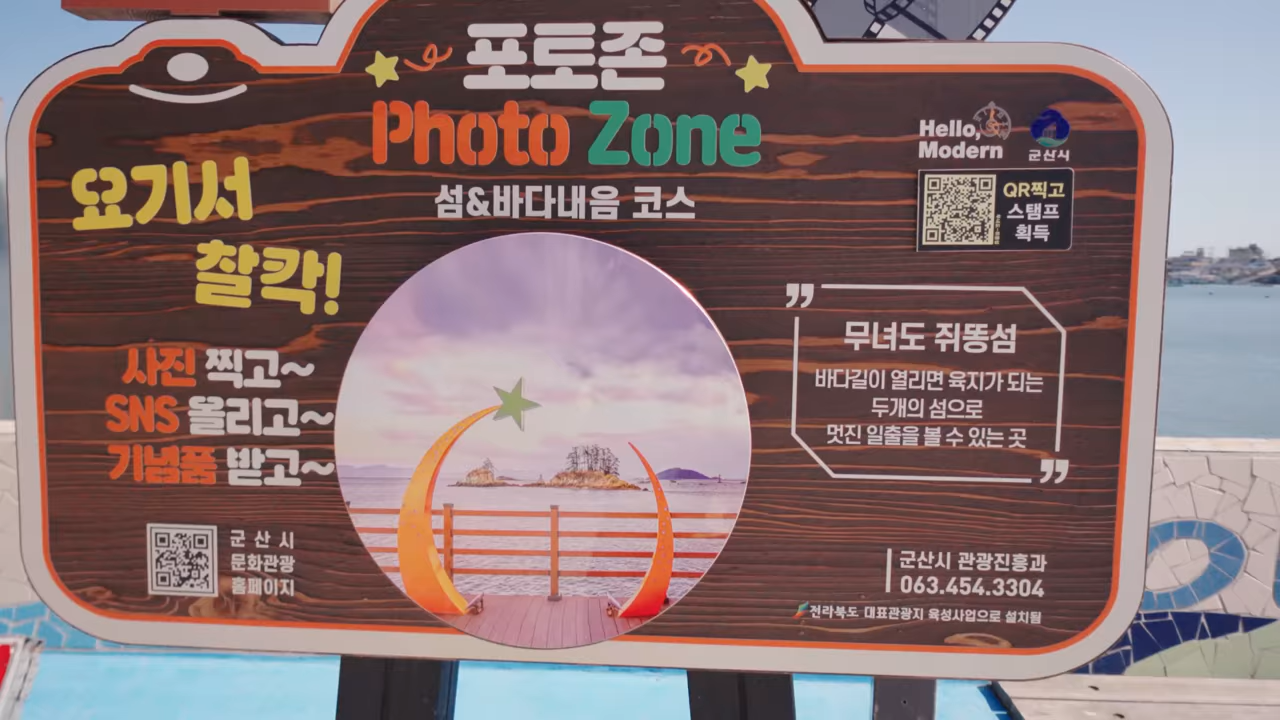 포토존
Photo Zone
섬&바다내음 코스
요기서
찰칵!
사진 찍고~
SNS 올리고~
기념품 받고~
군산시
문화관광
홈페이지
Hello,
Modern
군산시
QR찍고
스탬프
획득
무녀도 쥐똥섬
바다길이 열리면 육지가 되는
두개의 섬으로
멋진 일출을 볼 수 있는 곳
군산시 관광진흥과
063.454.3304
전라북도 대표관광지 육성사업으로 설치됨